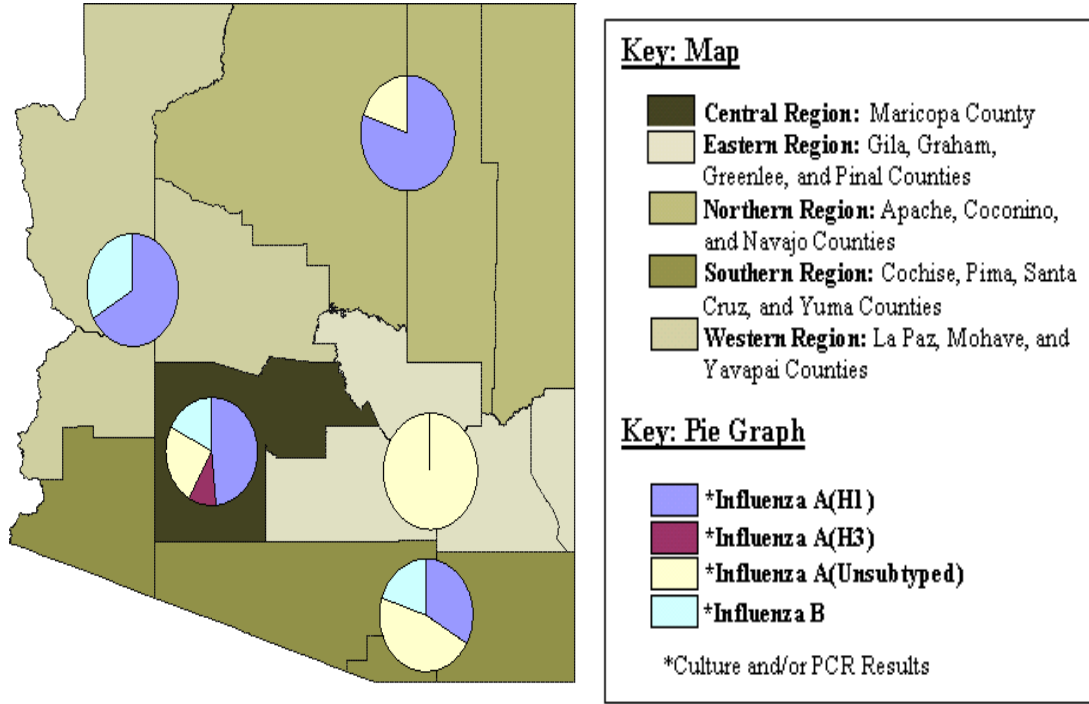 Key: Map
Central Region: Maricopa County
Eastern Region: Gila, Graham,
Greenlee, and Pinal Counties
Northern Region: Apache, Coconino,
and Navajo Counties
Southern Region: Cochise, Pima, Santa
Cruz, and Yuma Counties
Western Region: La Paz, Mohave, and
Yavapai Counties
Key: Pie Graph
*Influenza A(H1)
*Influenza A(H3)
*Influenza A(Unsubtyped)
*Influenza B
*Culture and/or PCR Results